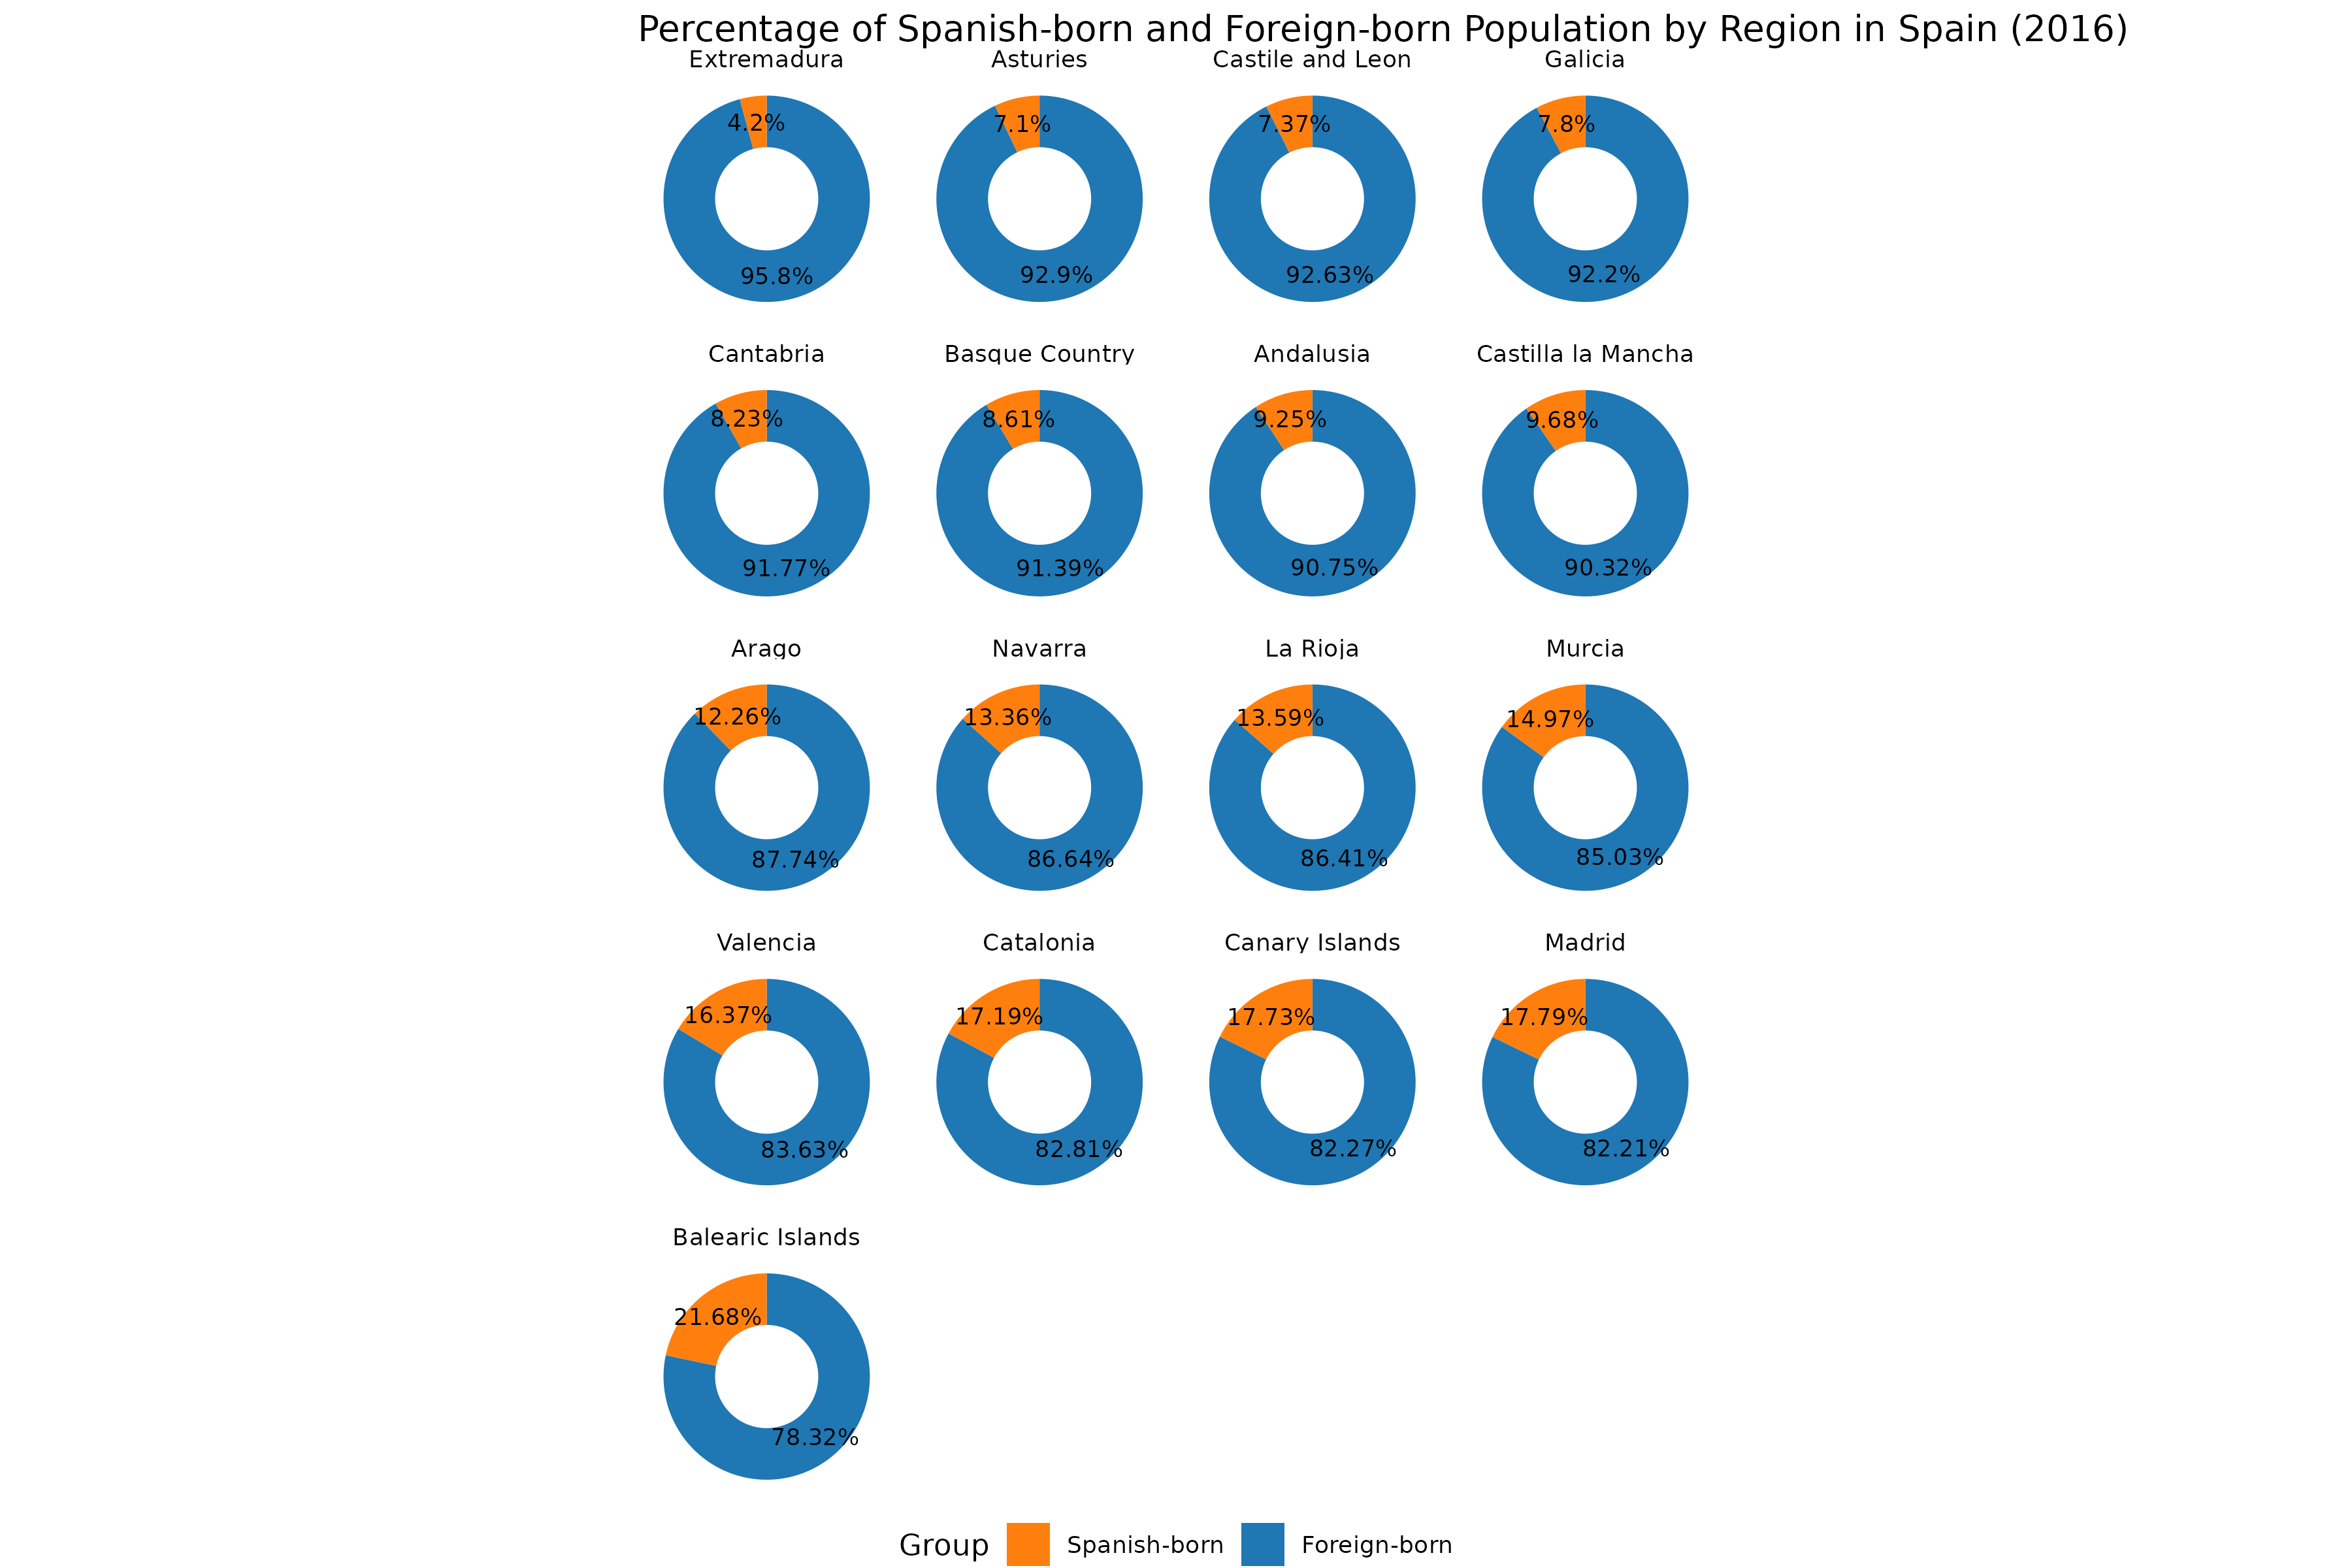 Percentage of Spanish-born and Foreign-born Population by Region in Spain (2016)
Extremadura Asturies Castile and Leon Galicia
4.2% 7.1% 7.37% 7.8%
95.8% 92.9% 92.63% 92.2%
Cantabria Basque Country Andalusia Castilla la Mancha
8.23% 8.61% 9.25% 9.68%
91.77% 91.39% 90.75% 90.32%
Arago Navarra La Rioja Murcia
12.26% 13.36% 13.59% 14.97%
87.74% 86.64% 86.41% 85.03%
Valencia Catalonia Canary Islands Madrid
16.37% 17.19% 17.73% 17.79%
83.63% 82.81% 82.27% 82.21%
Balearic Islands
21.68%
78.32%
Group Spanish-born Foreign-born